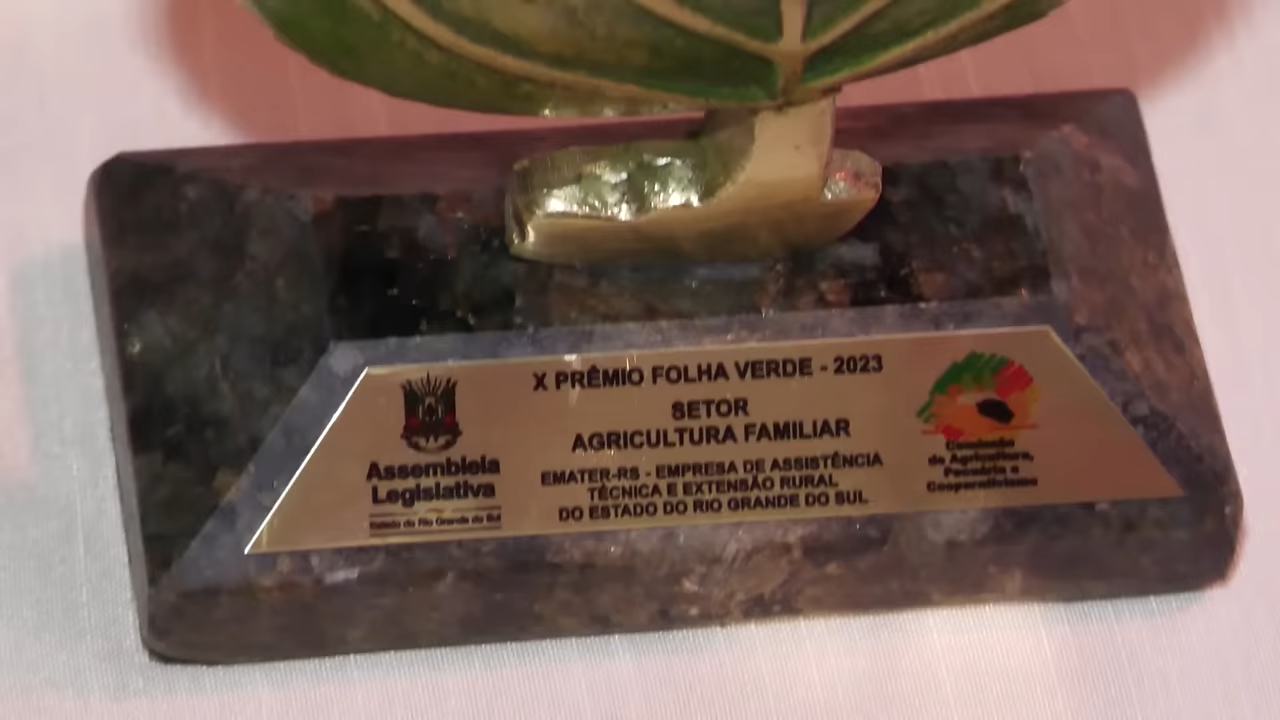 X PRÊMIO FOLHA VERDE - 2023
SETOR
AGRICULTURA FAMILIAR
EMATER-RS - EMPRESA DE ASSISTÊNCIA
TÉCNICA E EXTENSÃO RURAL
DO ESTADO DO RIO GRANDE DO SUL
Assembleia
Legislativa
Estado do Rio Grande do Sul
Comissão
de Agricultura,
Pecuária e
Cooperativismo